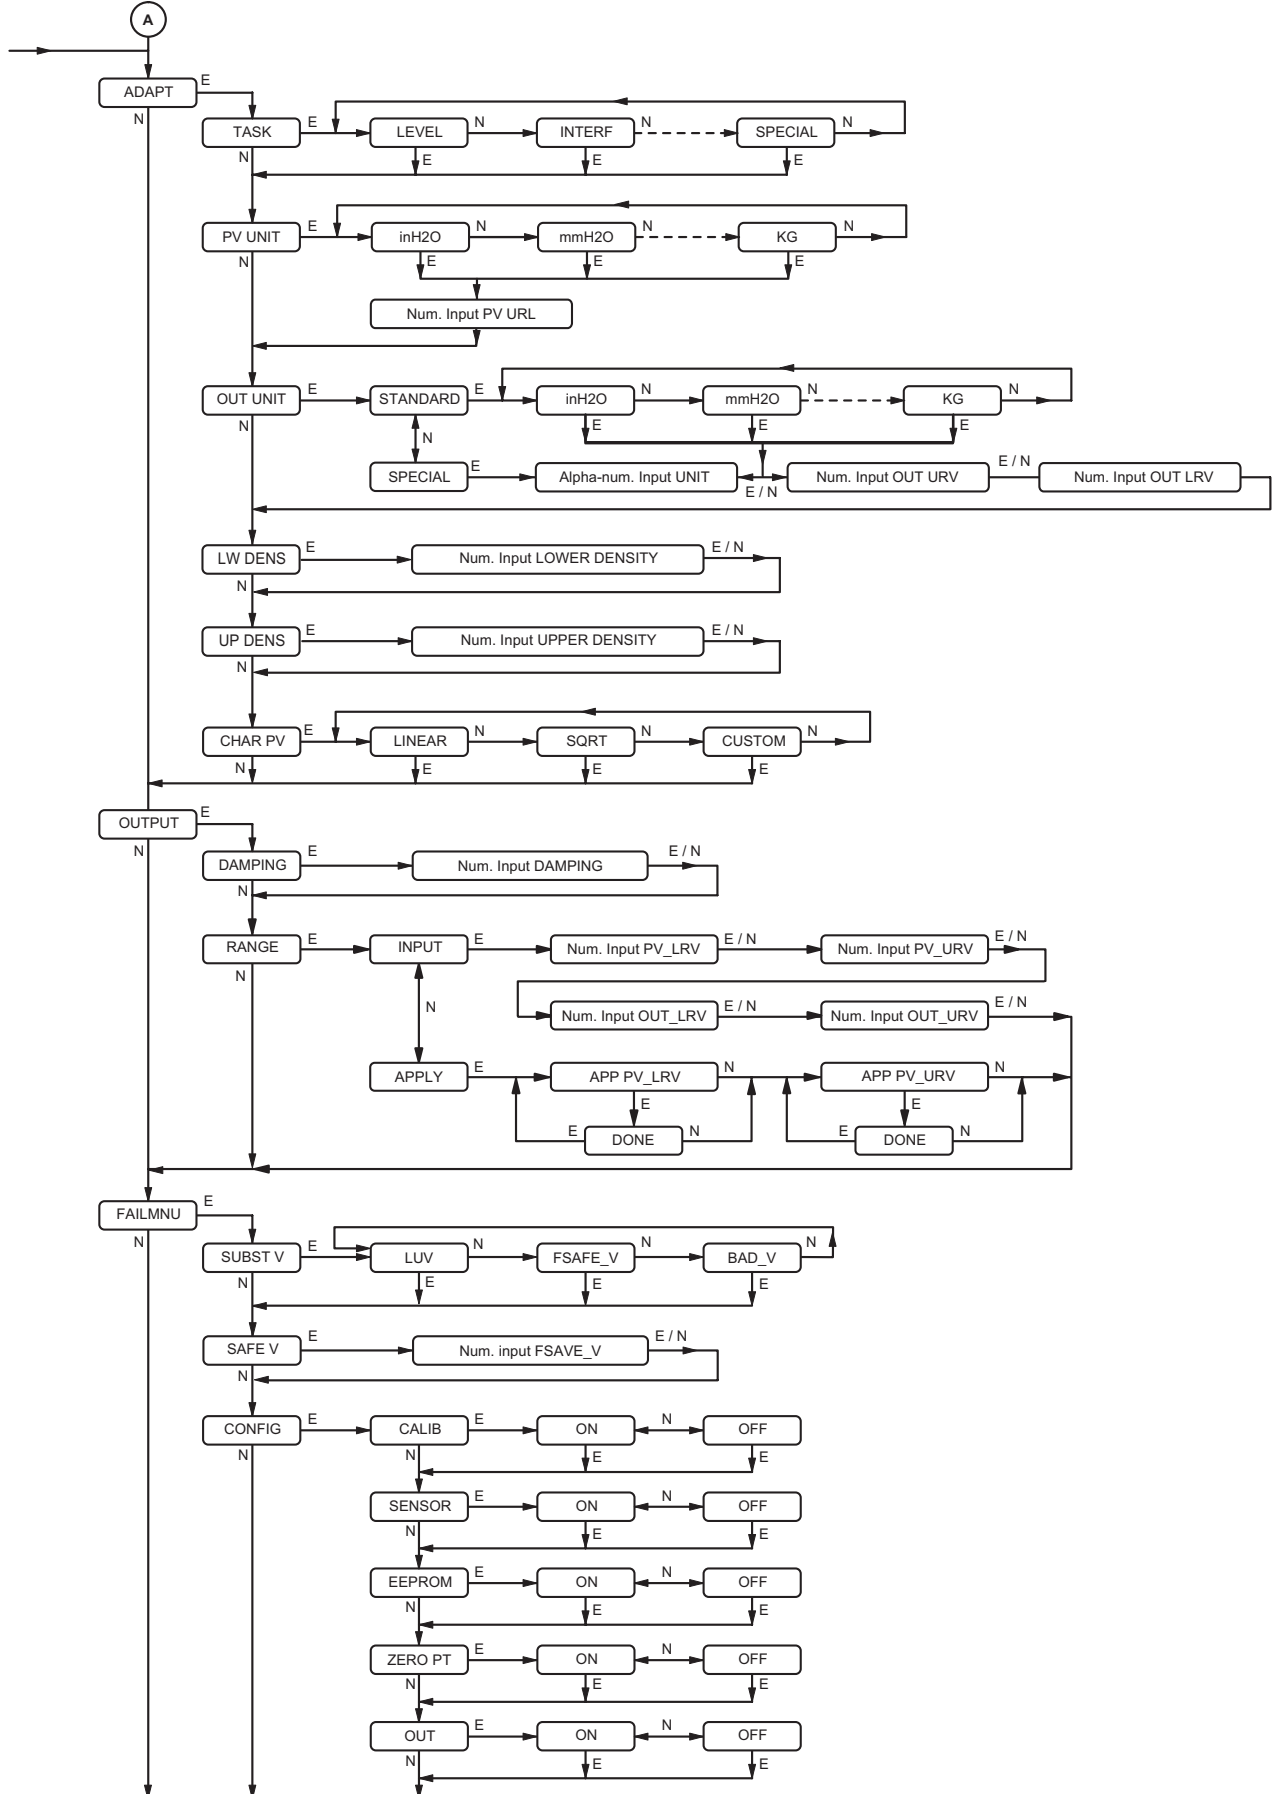 A
ADAPT E
N
TASK E LEVEL N INTERF N SPECIAL N
N E E E
PV UNIT E inH2O N mmH2O N KG N
N E E E
Num. Input PV URL
OUT UNIT E STANDARD E inH2O N mmH2O N KG N
N N E E E
SPECIAL E Alpha-num. Input UNIT E / N Num. Input OUT URV E / N Num. Input OUT LRV
LW DENS E Num. Input LOWER DENSITY E / N
N
UP DENS E Num. Input UPPER DENSITY E / N
N
CHAR PV E LINEAR N SQRT N CUSTOM N
N E E E
OUTPUT E
N
DAMPING E Num. Input DAMPING E / N
N
RANGE E INPUT E Num. Input PV_LRV E / N Num. Input PV_URV E / N
N
N Num. Input OUT_LRV E / N Num. Input OUT_URV E / N
APPLY E APP PV_LRV N APP PV_URV N
E E
E DONE N E DONE N
FAILMNU E
N
SUBST V E LUV N FSAFE_V N BAD_V N
N E E E
SAFE V E Num. input FSAVE_V E / N
N
CONFIG E CALIB E ON N OFF
N N E E
SENSOR E ON N OFF
N E E
EEPROM E ON N OFF
N E E
ZERO PT E ON N OFF
N E E
OUT E ON N OFF
N E E